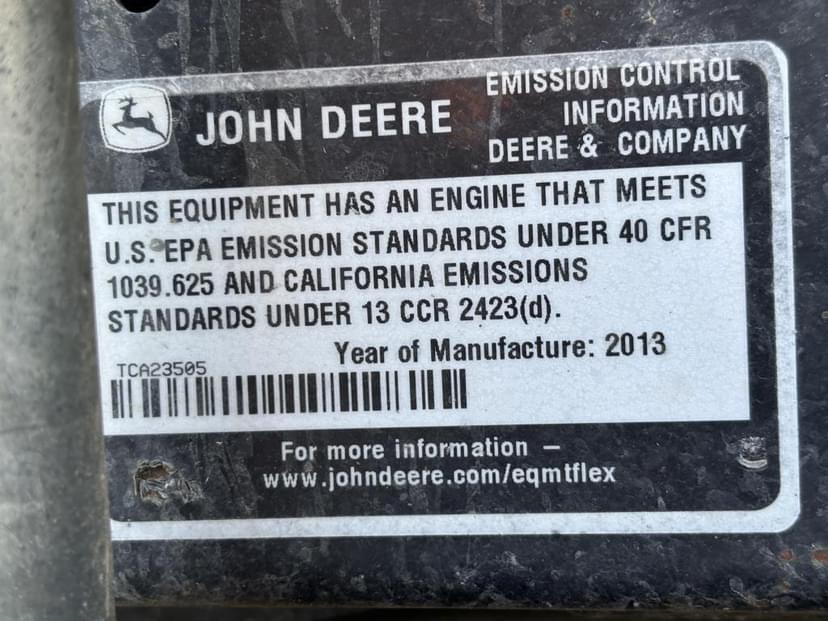 JOHN DEERE
EMISSION CONTROL
INFORMATION
DEERE & COMPANY
THIS EQUIPMENT HAS AN ENGINE THAT MEETS
U.S. EPA EMISSION STANDARDS UNDER 40 CFR
1039.625 AND CALIFORNIA EMISSIONS
STANDARDS UNDER 13 CCR 2423(d).
Year of Manufacture: 2013
TCA23505
For more information –
www.johndeere.com/eqmtflex